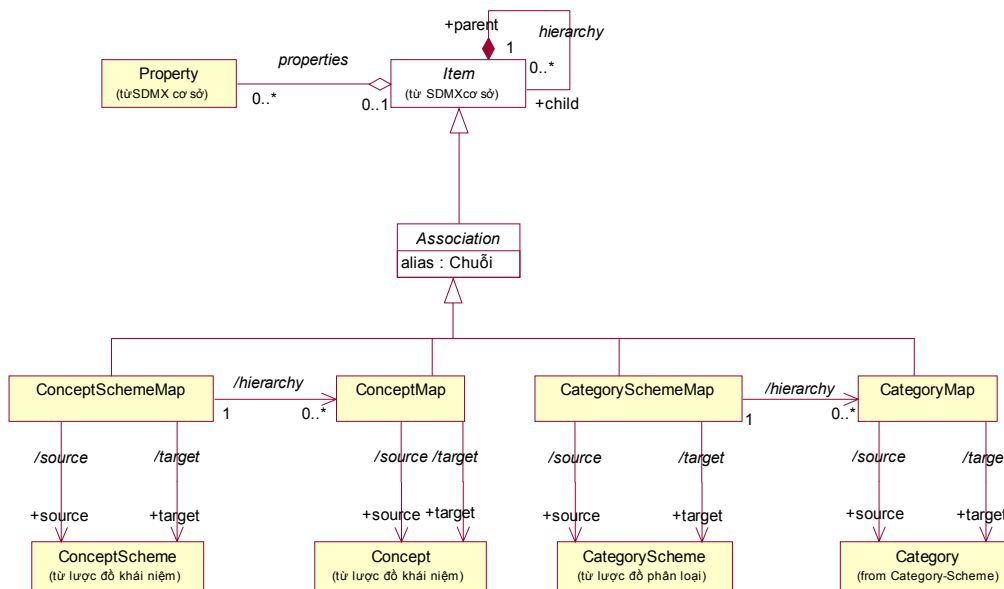 +parent
hierarchy
1
0..*
Property
(từSDMX cơ sở)
properties
0..*
0..1
Item
(từ SDMXcơ sở)
+child
Association
alias : Chuỗi
ConceptSchemeMap
/hierarchy
1
0..*
ConceptMap
CategorySchemeMap
/hierarchy
1
0..*
CategoryMap
/source
/target
/source
/target
/source
/target
/source
/target
+source
+target
+source
+target
+source
+target
+source
+target
ConceptScheme
(từ lược đồ khái niệm)
Concept
(từ lược đồ khái niệm)
CategoryScheme
(từ lược đồ phân loại)
Category
(from Category-Scheme)